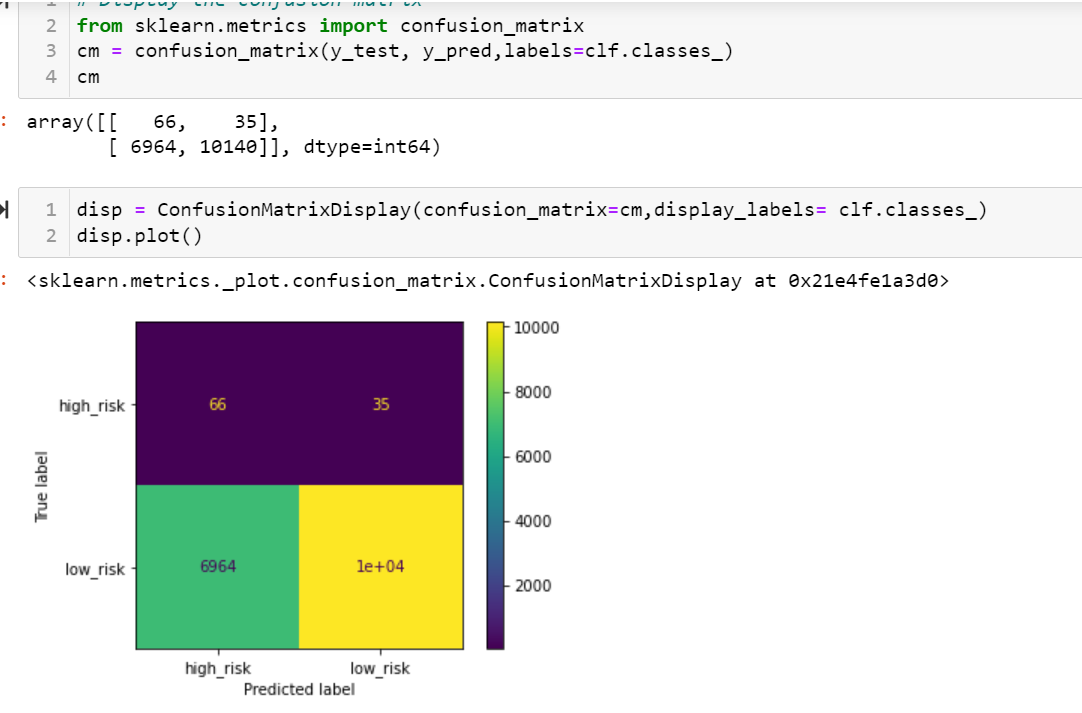 1 # Display the confusion matrix
2 from sklearn.metrics import confusion_matrix
3 cm = confusion_matrix(y_test, y_pred,labels=clf.classes_)
4 cm
: array([[   66,    35],
       [ 6964, 10140]], dtype=int64)
1 disp = ConfusionMatrixDisplay(confusion_matrix=cm,display_labels= clf.classes_)
2 disp.plot()
: <sklearn.metrics._plot.confusion_matrix.ConfusionMatrixDisplay at 0x21e4fe1a3d0>
10000
8000
6000
4000
2000
high_risk 66 35
True label
low_risk 6964 1e+04
high_risk low_risk
Predicted label